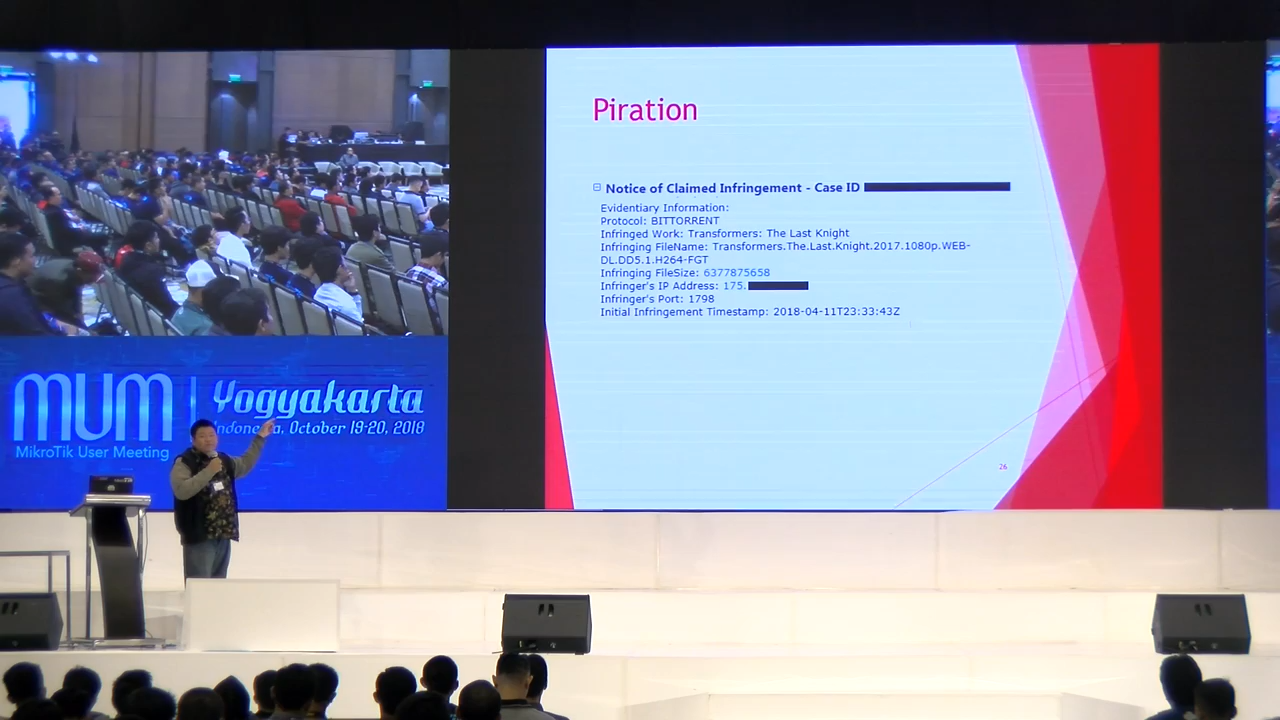 Piration
Notice of Claimed Infringement - Case ID
Evidentiary Information:
Protocol: BITTORRENT
Infringed Work: Transformers: The Last Knight
Infringing FileName: Transformers.The.Last.Knight.2017.1080p.WEB-
DL.DD5.1.H264-FGT
Infringing FileSize: 6377875658
Infringer's IP Address: 175.
Infringer's Port: 1798
Initial Infringement Timestamp: 2018-04-11T23:33:43Z
26
MUM
MikroTik User Meeting
Yogyakarta
Indonesia, October 19-20, 2018